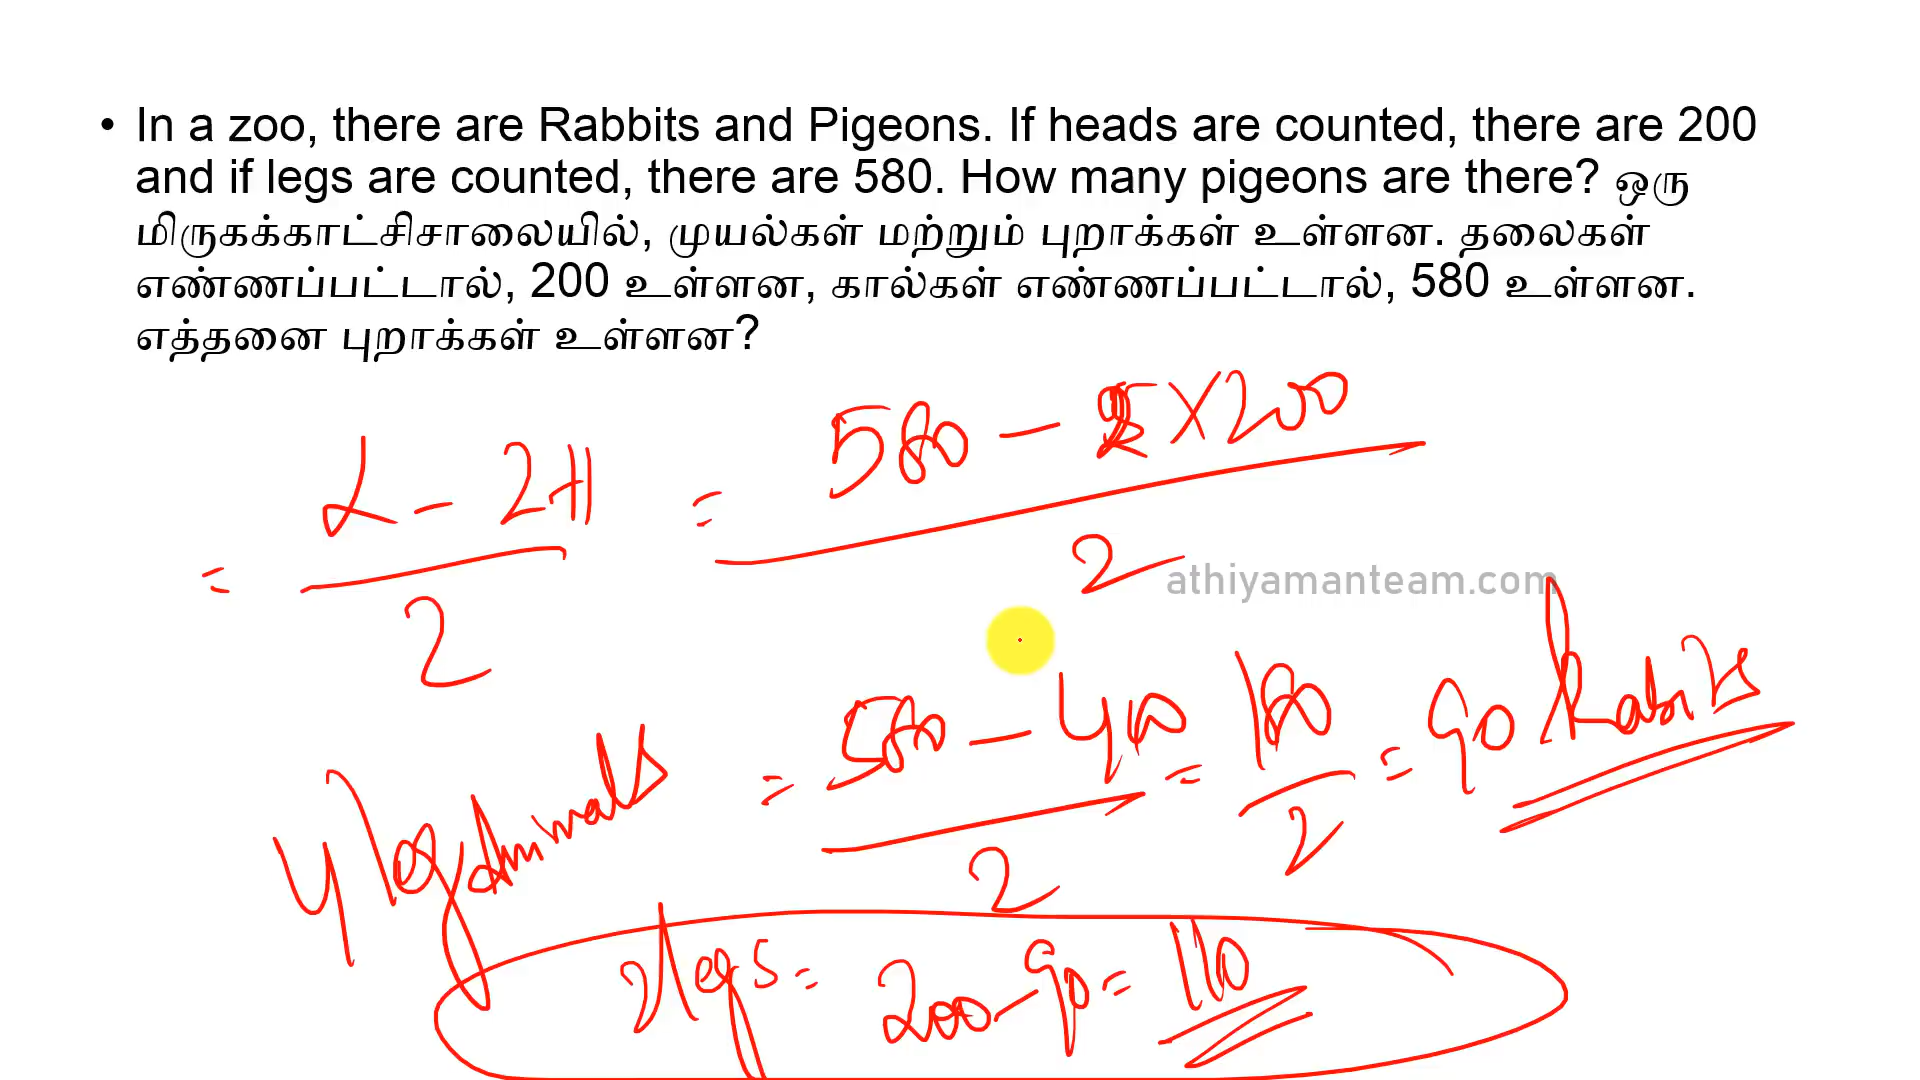 • In a zoo, there are Rabbits and Pigeons. If heads are counted, there are 200
and if legs are counted, there are 580. How many pigeons are there? ஒரு
மிருகக்காட்சிசாலையில், முயல்கள் மற்றும் புறாக்கள் உள்ளன. தலைகள்
எண்ணப்பட்டால், 200 உள்ளன, கால்கள் எண்ணப்பட்டால், 580 உள்ளன.
எத்தனை புறாக்கள் உள்ளன?
= L - 2H / 2 = 580 - 2 × 200 / 2
athiyamanteam.com
4 leg Animals = 580 - 400 / 2 = 180 / 2 = 90 Rabits
2 legs = 200 - 90 = 110